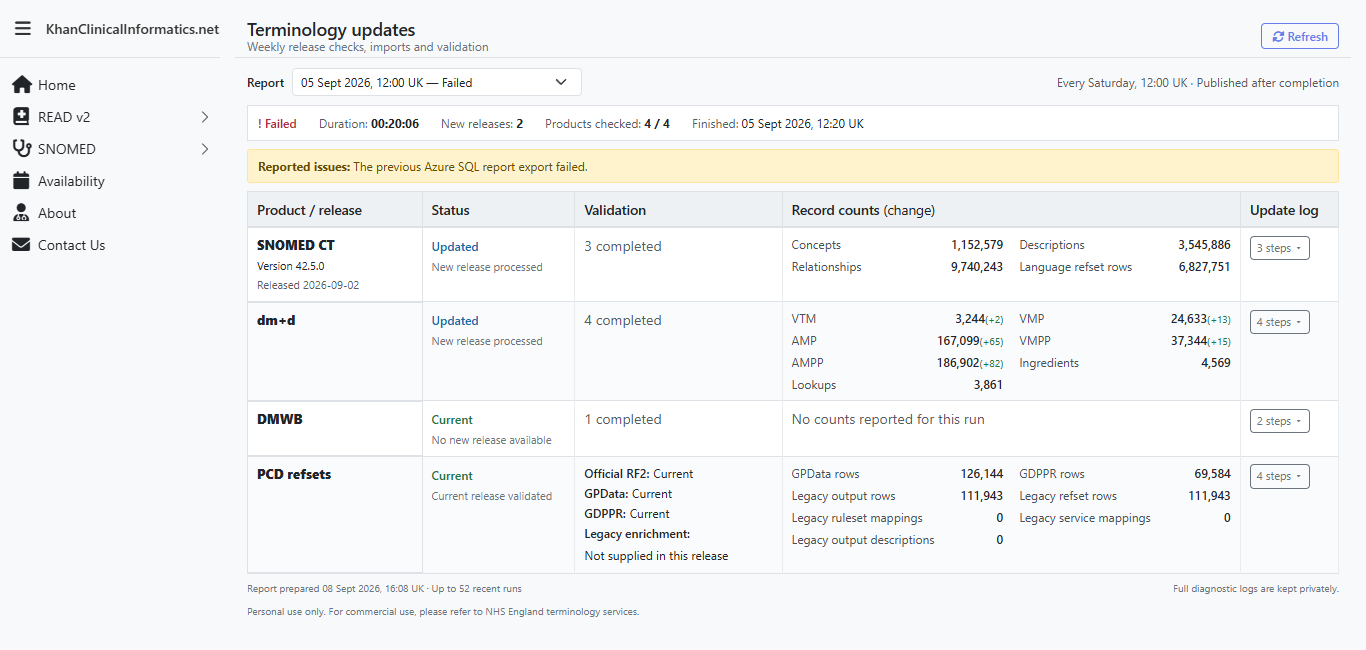 KhanClinicalInformatics.net
Home
READ v2
SNOMED
Availability
About
Contact Us
Terminology updates
Weekly release checks, imports and validation
Refresh
Report 05 Sept 2026, 12:00 UK — Failed
Every Saturday, 12:00 UK · Published after completion
! Failed Duration: 00:20:06 New releases: 2 Products checked: 4 / 4 Finished: 05 Sept 2026, 12:20 UK
Reported issues: The previous Azure SQL report export failed.
Product / release Status Validation Record counts (change) Update log
SNOMED CT
Version 42.5.0
Released 2026-09-02
Updated
New release processed
3 completed
Concepts 1,152,579 Descriptions 3,545,886
Relationships 9,740,243 Language refset rows 6,827,751
3 steps
dm+d
Updated
New release processed
4 completed
VTM 3,244(+2) VMP 24,633(+13)
AMP 167,099(+65) VMPP 37,344(+15)
AMPP 186,902(+82) Ingredients 4,569
Lookups 3,861
4 steps
DMWB
Current
No new release available
1 completed
No counts reported for this run
2 steps
PCD refsets
Current
Current release validated
Official RF2: Current
GPData: Current
GDPPR: Current
Legacy enrichment:
Not supplied in this release
GPData rows 126,144 GDPPR rows 69,584
Legacy output rows 111,943 Legacy refset rows 111,943
Legacy ruleset mappings 0 Legacy service mappings 0
Legacy output descriptions 0
4 steps
Report prepared 08 Sept 2026, 16:08 UK · Up to 52 recent runs
Full diagnostic logs are kept privately.
Personal use only. For commercial use, please refer to NHS England terminology services.